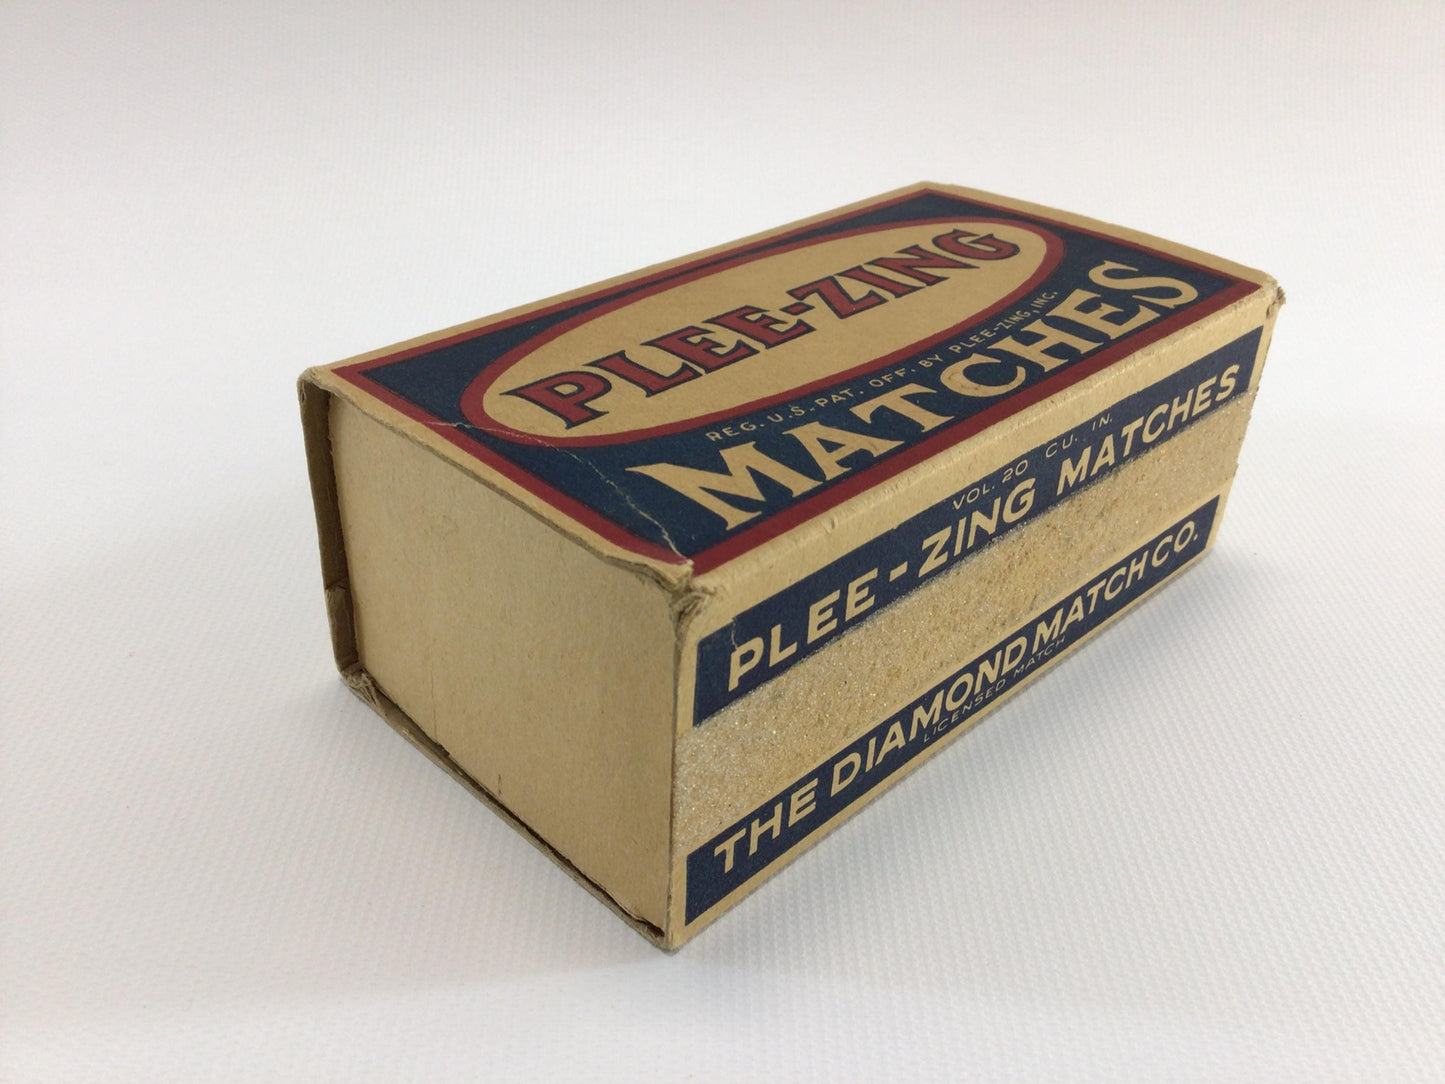 PLEE-ZING
REG. U.S. PAT. OFF. BY PLEE-ZING, INC.
MATCHES
VOL. 20 CU. IN.
PLEE-ZING MATCHES
THE DIAMOND MATCH CO.
LICENSED MATCH